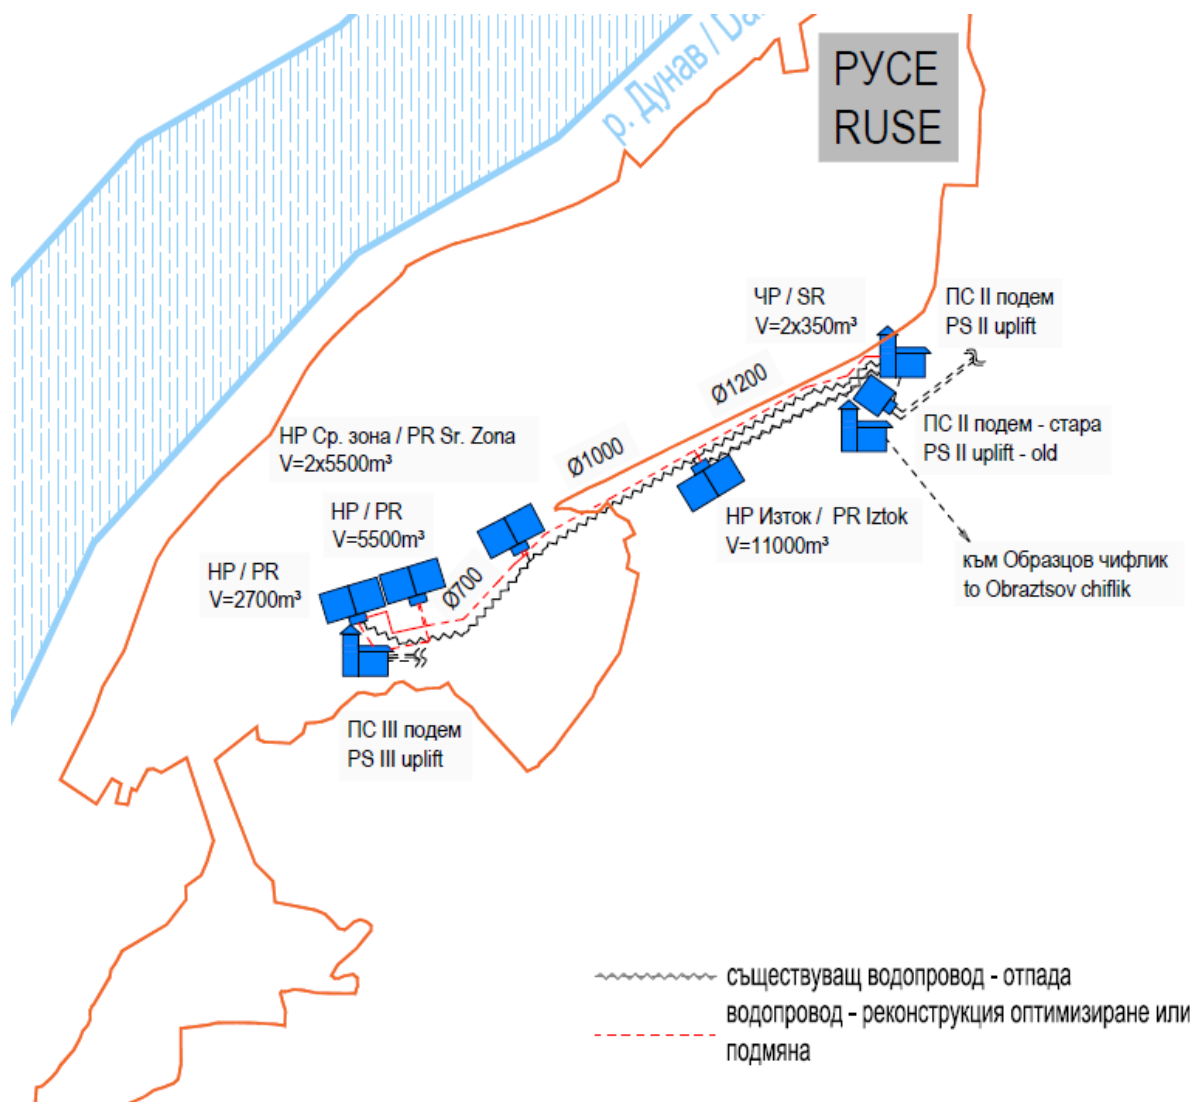 р. Дунав /
РУСЕ
RUSE
ЧР / SR
V=2x350m³
ПС II подем
PS II uplift
Ø1200
ПС II подем - стара
PS II uplift - old
НР Ср. зона / PR Sr. Zona
V=2x5500m³
Ø1000
НР / PR
V=5500m³
НР Изток / PR Iztok
V=11000m³
към Образцов чифлик
to Obraztsov chiflik
НР / PR
V=2700m³
Ø700
ПС III подем
PS III uplift
съществуващ водопровод - отпада
водопровод - реконструкция оптимизиране или
подмяна